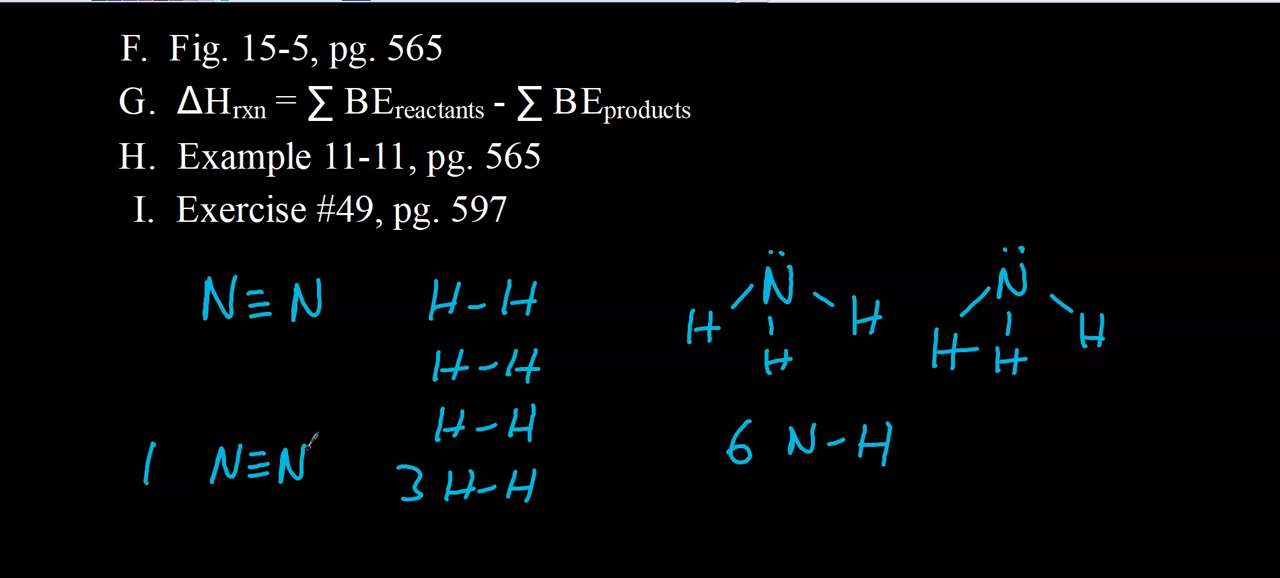 F. Fig. 15-5, pg. 565
G. ΔHrxn = ∑ BEreactants - ∑ BEproducts
H. Example 11-11, pg. 565
I. Exercise #49, pg. 597
N≡N H-H N N
H H H H
H H
H-H
H-H
1 N≡N 3 H-H 6 N-H